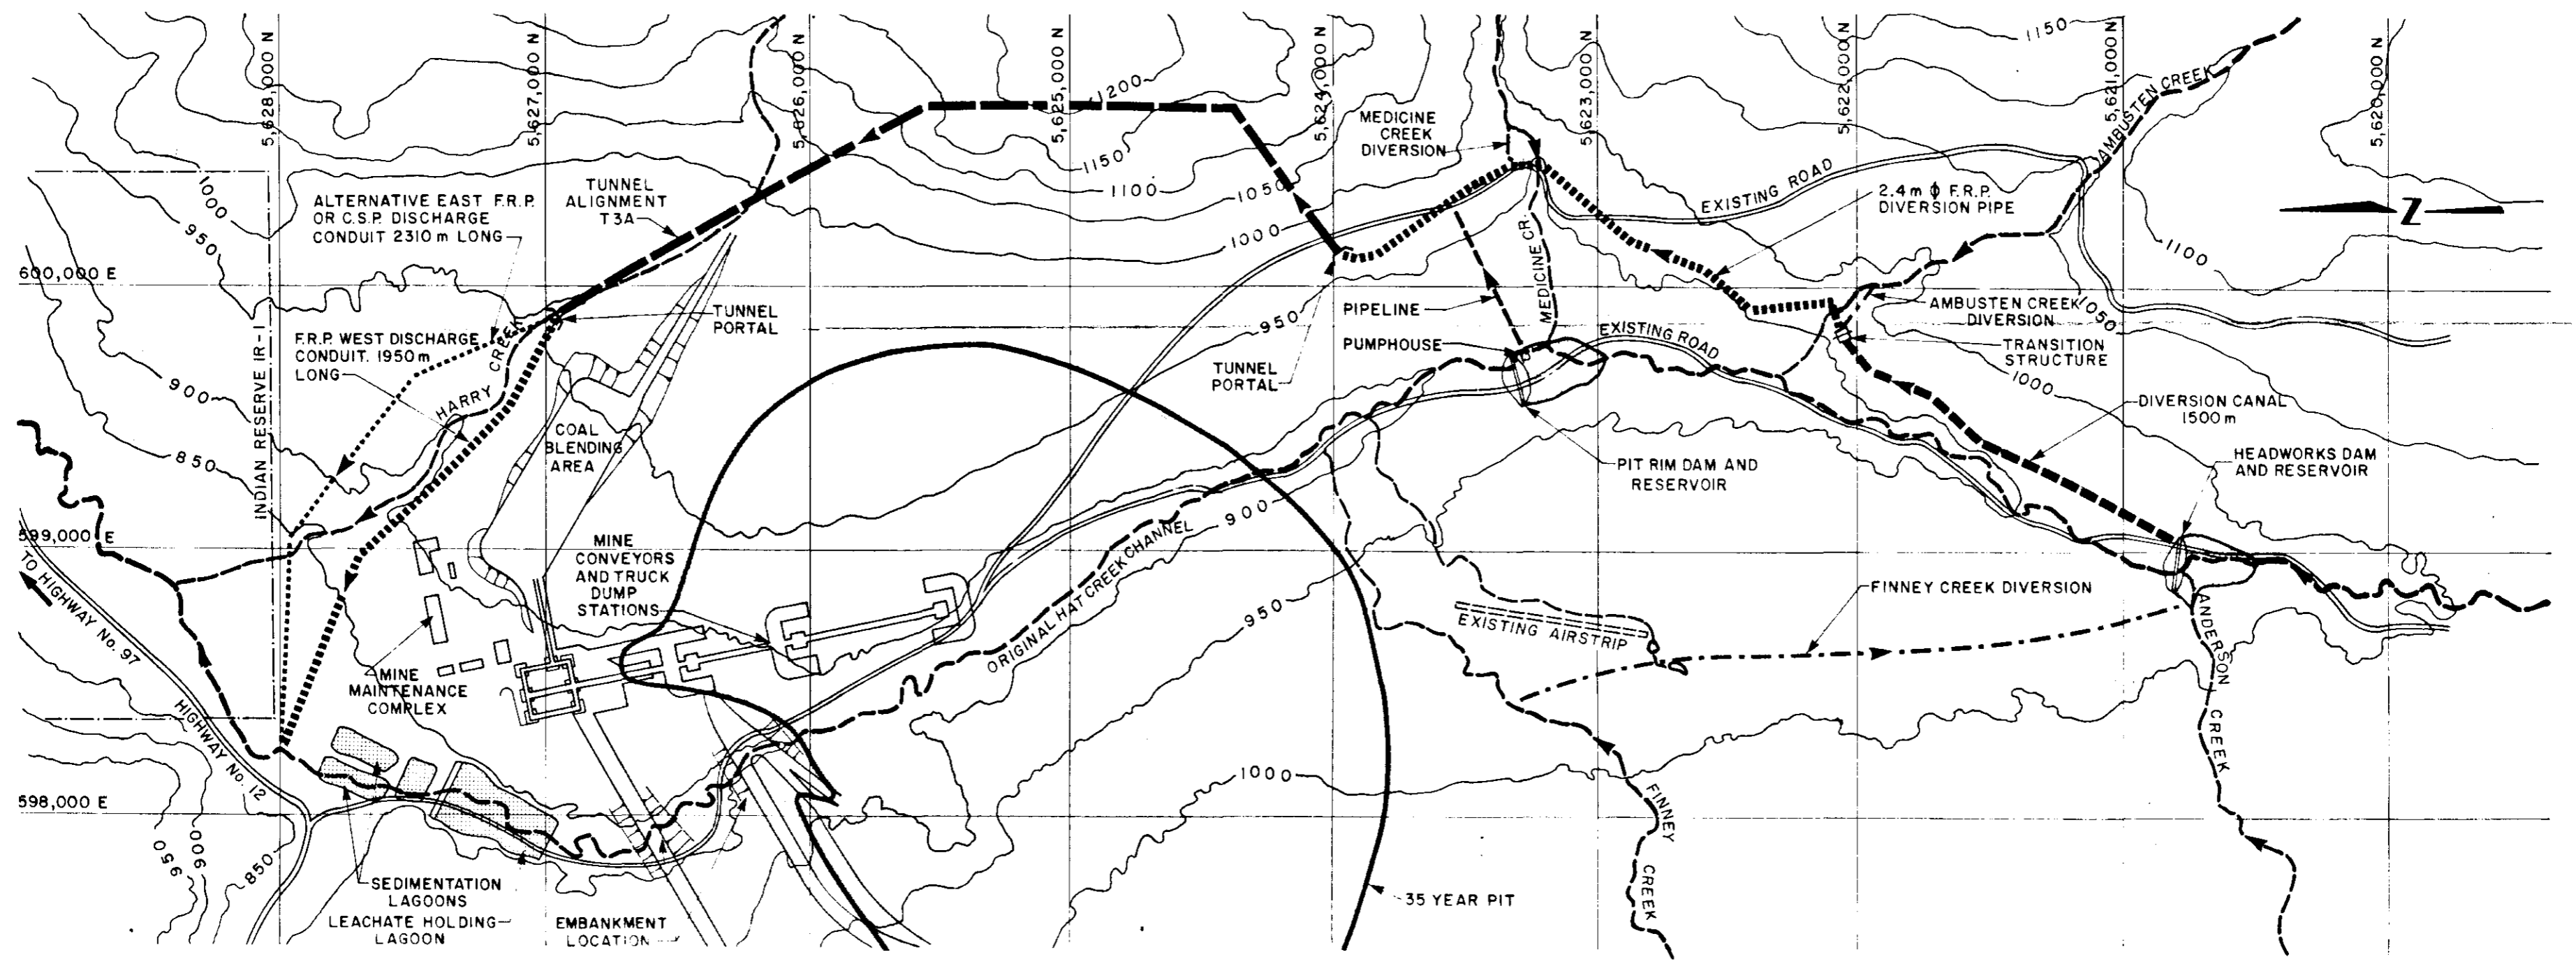 5,628,000 N
5,627,000 N
5,626,000 N
5,625,000 N
5,624,000 N
5,623,000 N
5,622,000 N
5,621,000 N
5,620,000 N
1150
1200
1150
1100
1050
1000
MEDICINE
CREEK
DIVERSION
AMBUSTEN CREEK
EXISTING ROAD
2.4 m ϕ F.R.P.
DIVERSION PIPE
Z
1100
1000
950
ALTERNATIVE EAST F.R.P.
OR C.S.P. DISCHARGE
CONDUIT 2310 m LONG
TUNNEL
ALIGNMENT
T3A
600,000 E
TUNNEL
PORTAL
F.R.P. WEST DISCHARGE
CONDUIT. 1950 m
LONG
HARRY CREEK
INDIAN RESERVE IR-1
900
850
950
PIPELINE
MEDICINE CR.
PUMPHOUSE
EXISTING ROAD
TUNNEL
PORTAL
AMBUSTEN CREEK
DIVERSION
1050
TRANSITION
STRUCTURE
1000
DIVERSION CANAL
1500 m
HEADWORKS DAM
AND RESERVOIR
PIT RIM DAM AND
RESERVOIR
COAL
BLENDING
AREA
599,000 E
TO HIGHWAY No. 97
MINE
CONVEYORS
AND TRUCK
DUMP
STATIONS
ORIGINAL HAT CREEK CHANNEL
900
950
EXISTING AIRSTRIP
FINNEY CREEK DIVERSION
ANDERSON CREEK
MINE
MAINTENANCE
COMPLEX
HIGHWAY No. 12
1000
FINNEY CREEK
598,000 E
950
900
850
SEDIMENTATION
LAGOONS
LEACHATE HOLDING
LAGOON
EMBANKMENT
LOCATION
35 YEAR PIT